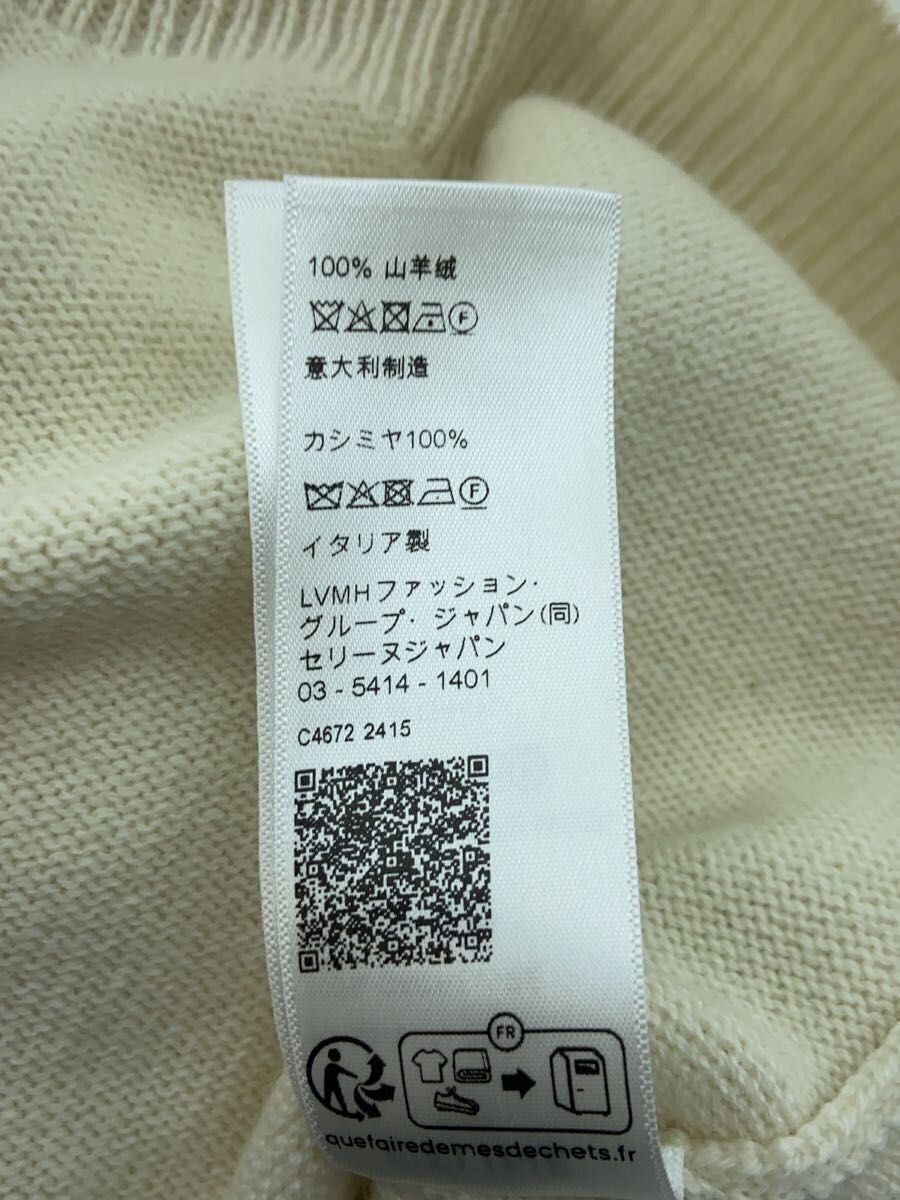 100% 山羊绒
F
意大利制造
カシミヤ100%
F
イタリア製
LVMHファッション・
グループ・ジャパン(同)
セリーヌジャパン
03 - 5414 - 1401
C4672 2415
FR
quefairedemesdechets.fr